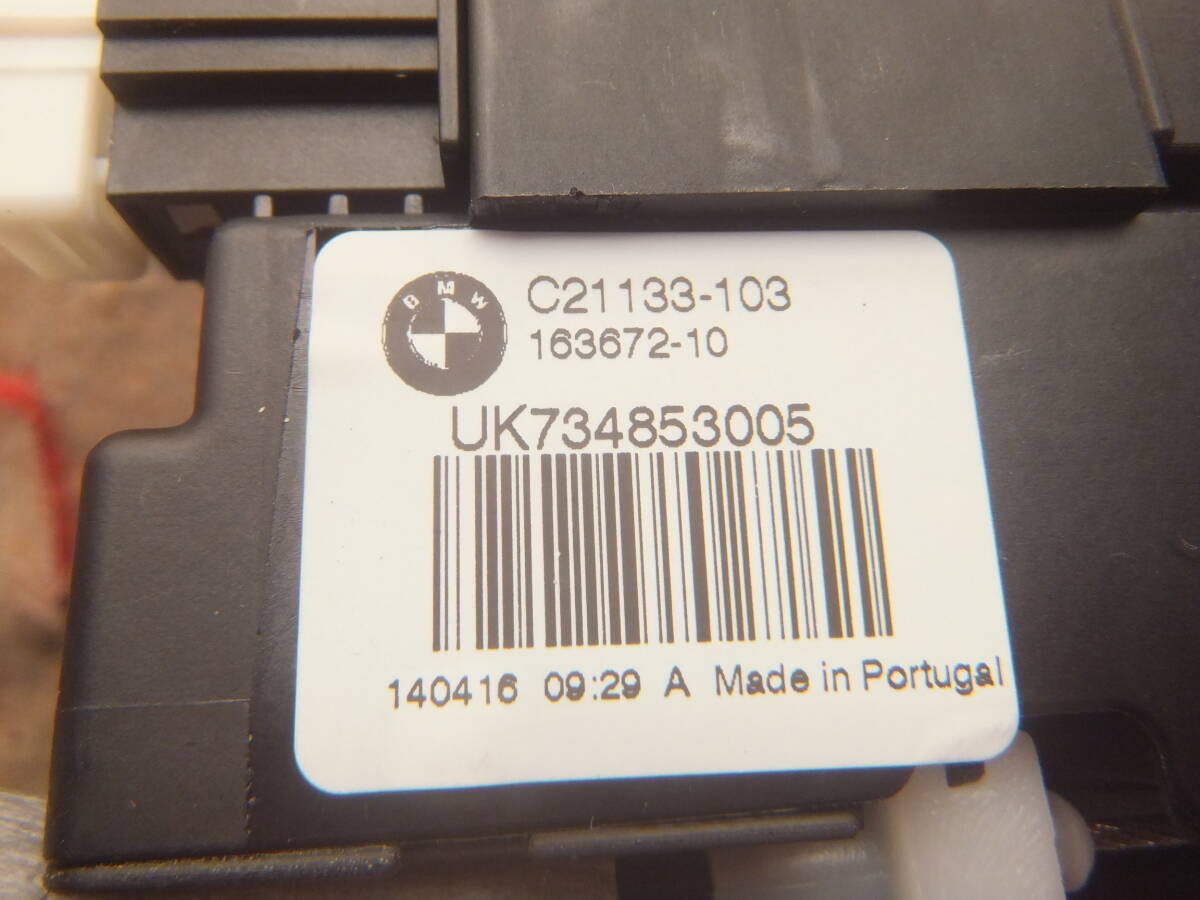 BMW
C21133-103
163672-10
UK734853005
140416 09:29 A Made in Portugal